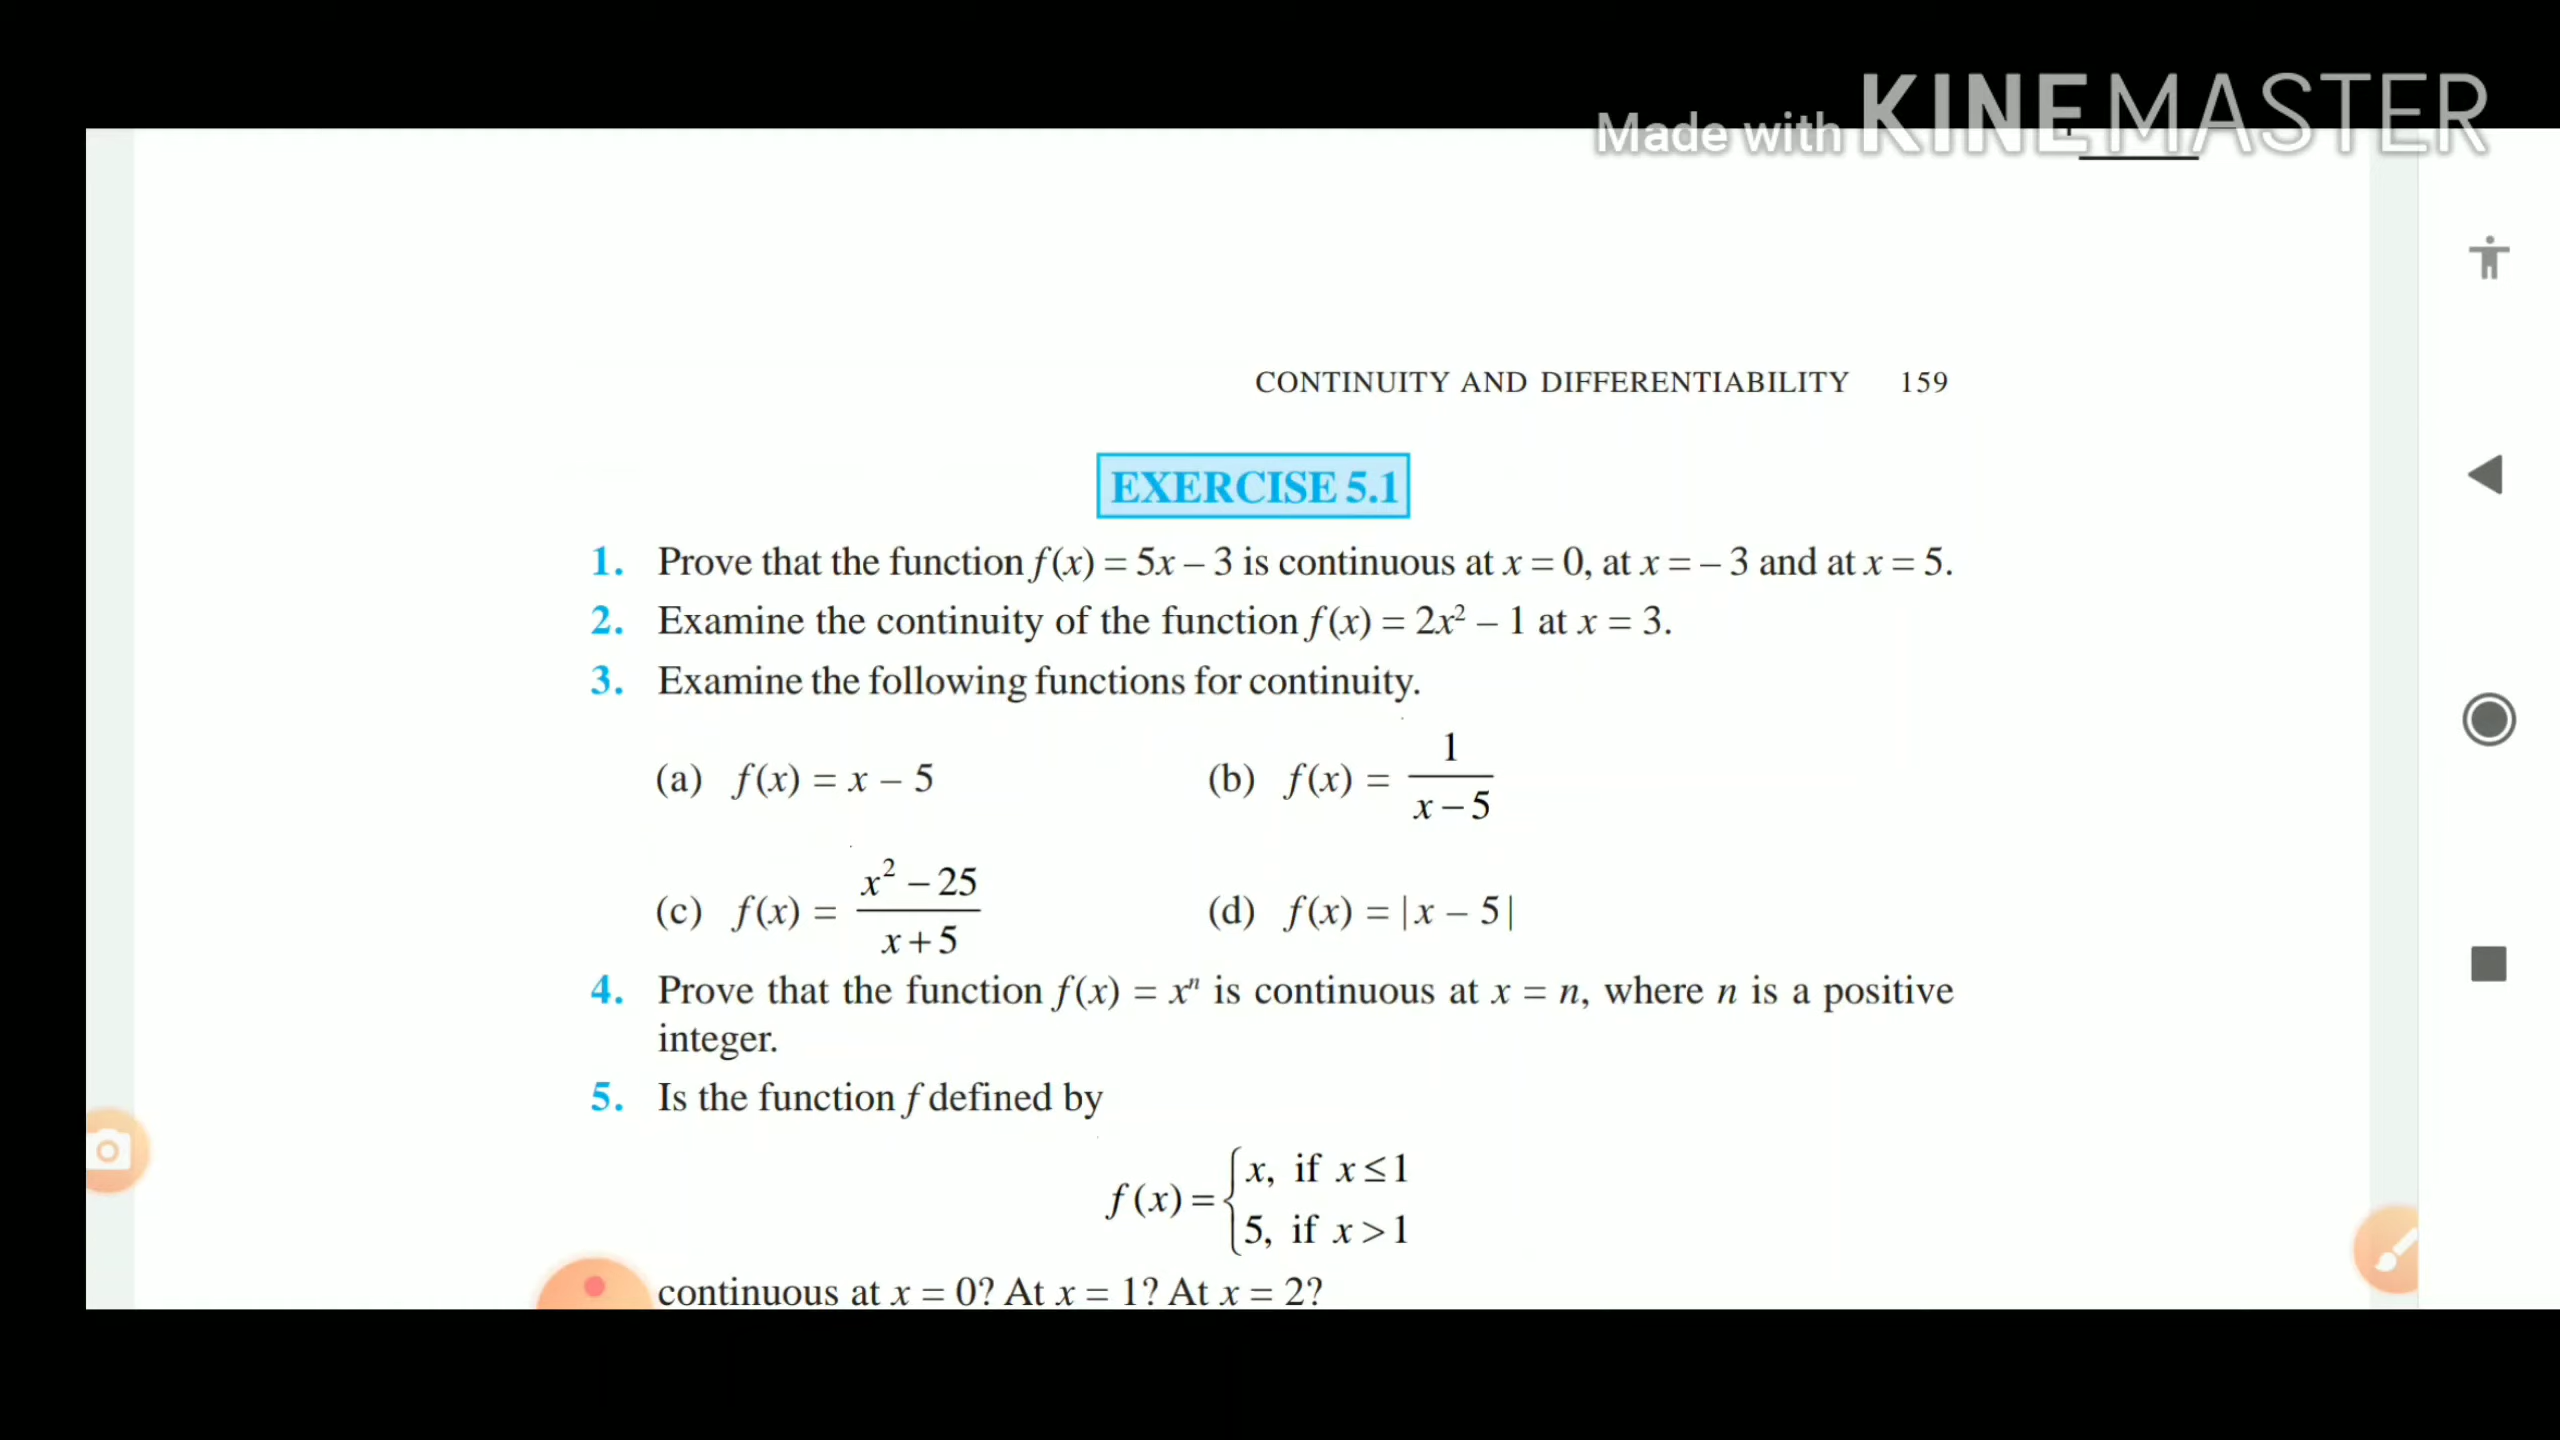 Made with KINEMASTER
CONTINUITY AND DIFFERENTIABILITY 159
EXERCISE 5.1
1. Prove that the function f(x) = 5x – 3 is continuous at x = 0, at x = – 3 and at x = 5.
2. Examine the continuity of the function f(x) = 2x² – 1 at x = 3.
3. Examine the following functions for continuity.
(a) f(x) = x – 5 (b) f(x) = 1/(x – 5)
(c) f(x) = (x² – 25)/(x + 5) (d) f(x) = |x – 5|
4. Prove that the function f(x) = xⁿ is continuous at x = n, where n is a positive
integer.
5. Is the function f defined by
f(x) = { x, if x ≤ 1
5, if x > 1
continuous at x = 0? At x = 1? At x = 2?